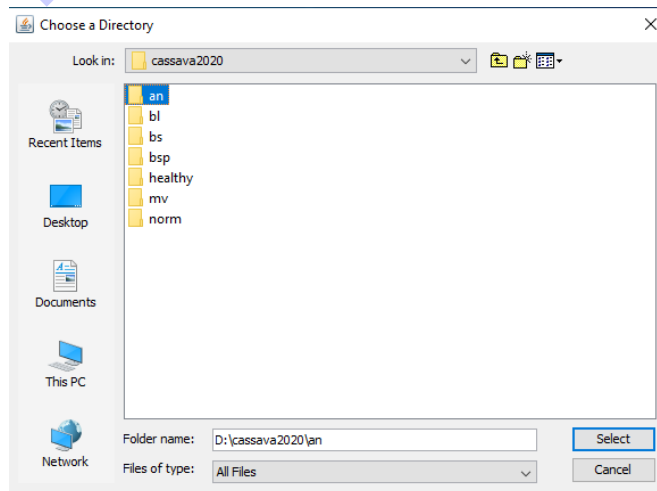 Choose a Directory
Look in: cassava2020
an
bl
bs
bsp
healthy
mv
norm
Recent Items
Desktop
Documents
This PC
Network
Folder name: D:\cassava2020\an Select
Files of type: All Files Cancel